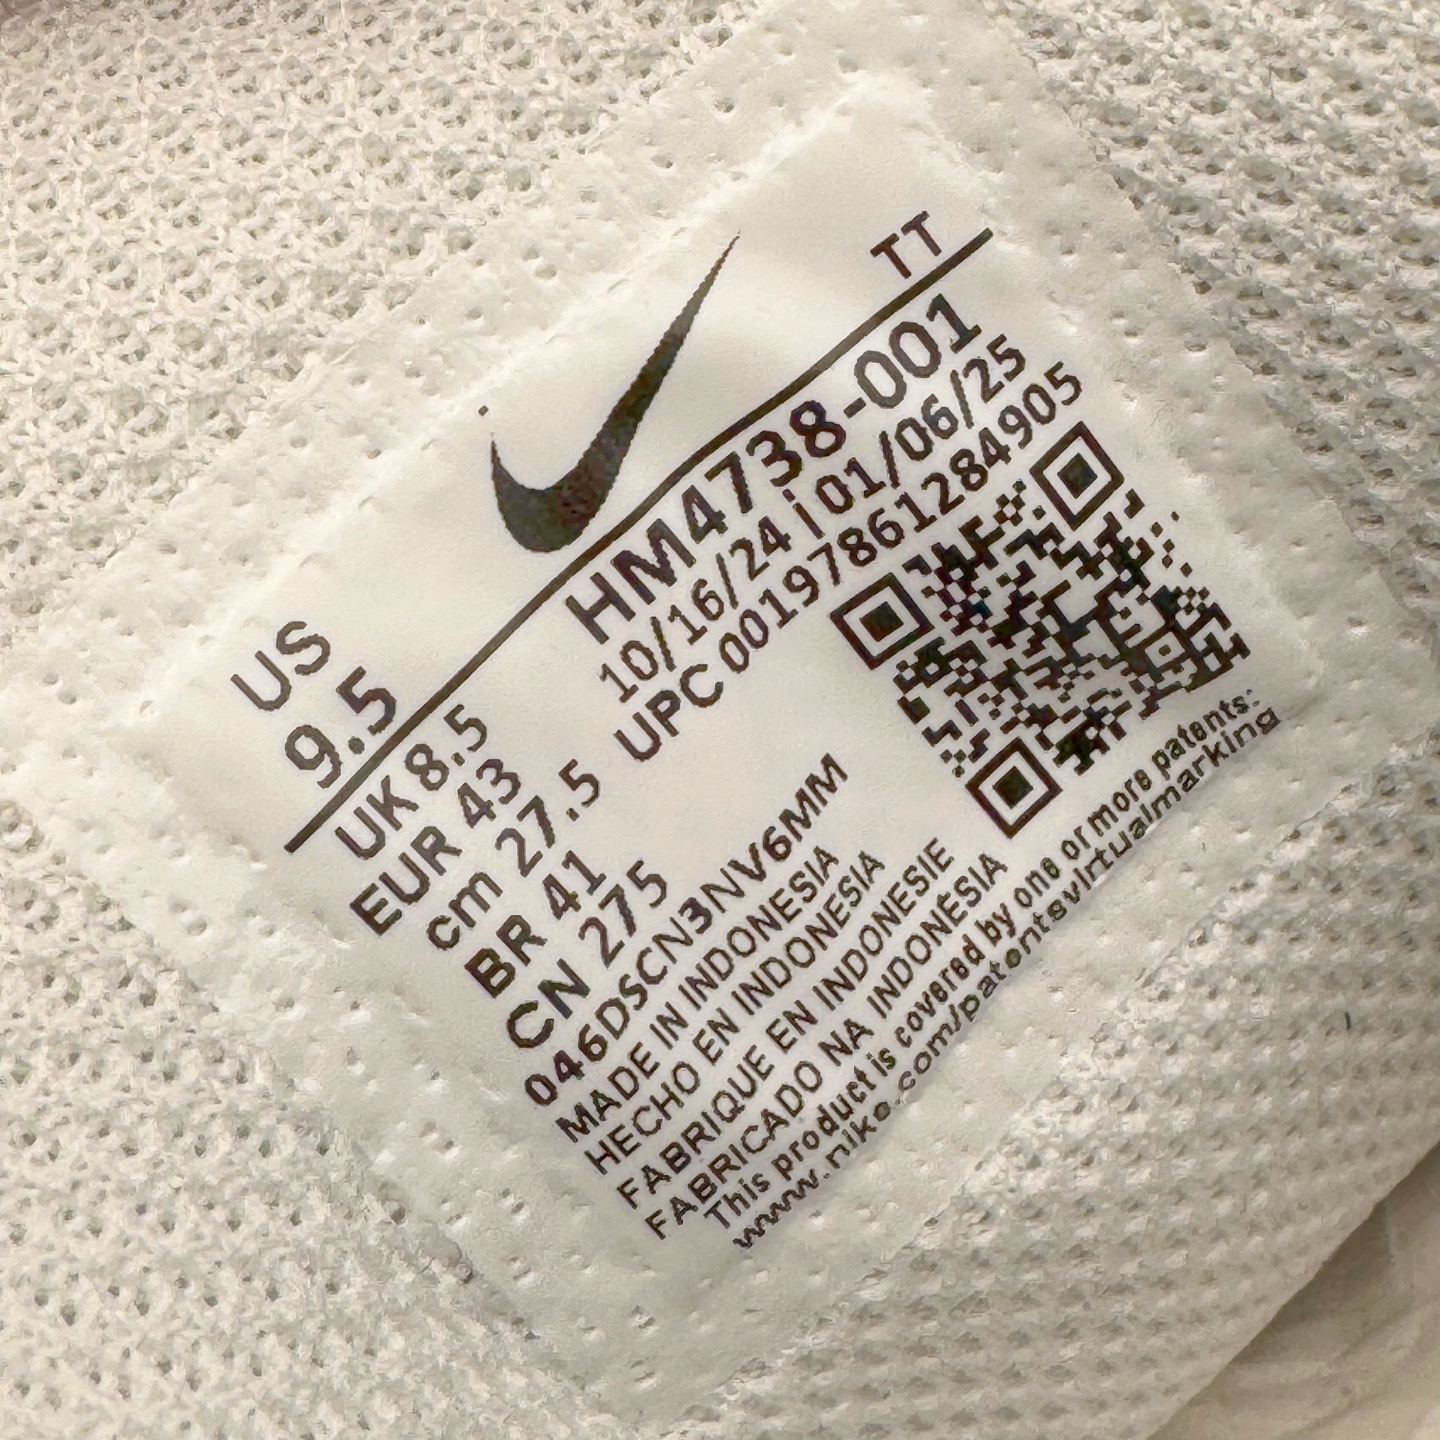 TT
US
9.5
HM4738-001
10/16/24 i 01/06/25
UPC 00197861284905
UK 8.5
EUR 43
cm 27.5
BR 41
CN 275
046DSCN3NV6MM
MADE IN INDONESIA
HECHO EN INDONESIA
FABRIQUE EN INDONESIE
FABRICADO NA INDONÉSIA
This product is covered by one or more patents:
www.nike.com/patentsvirtualmarking